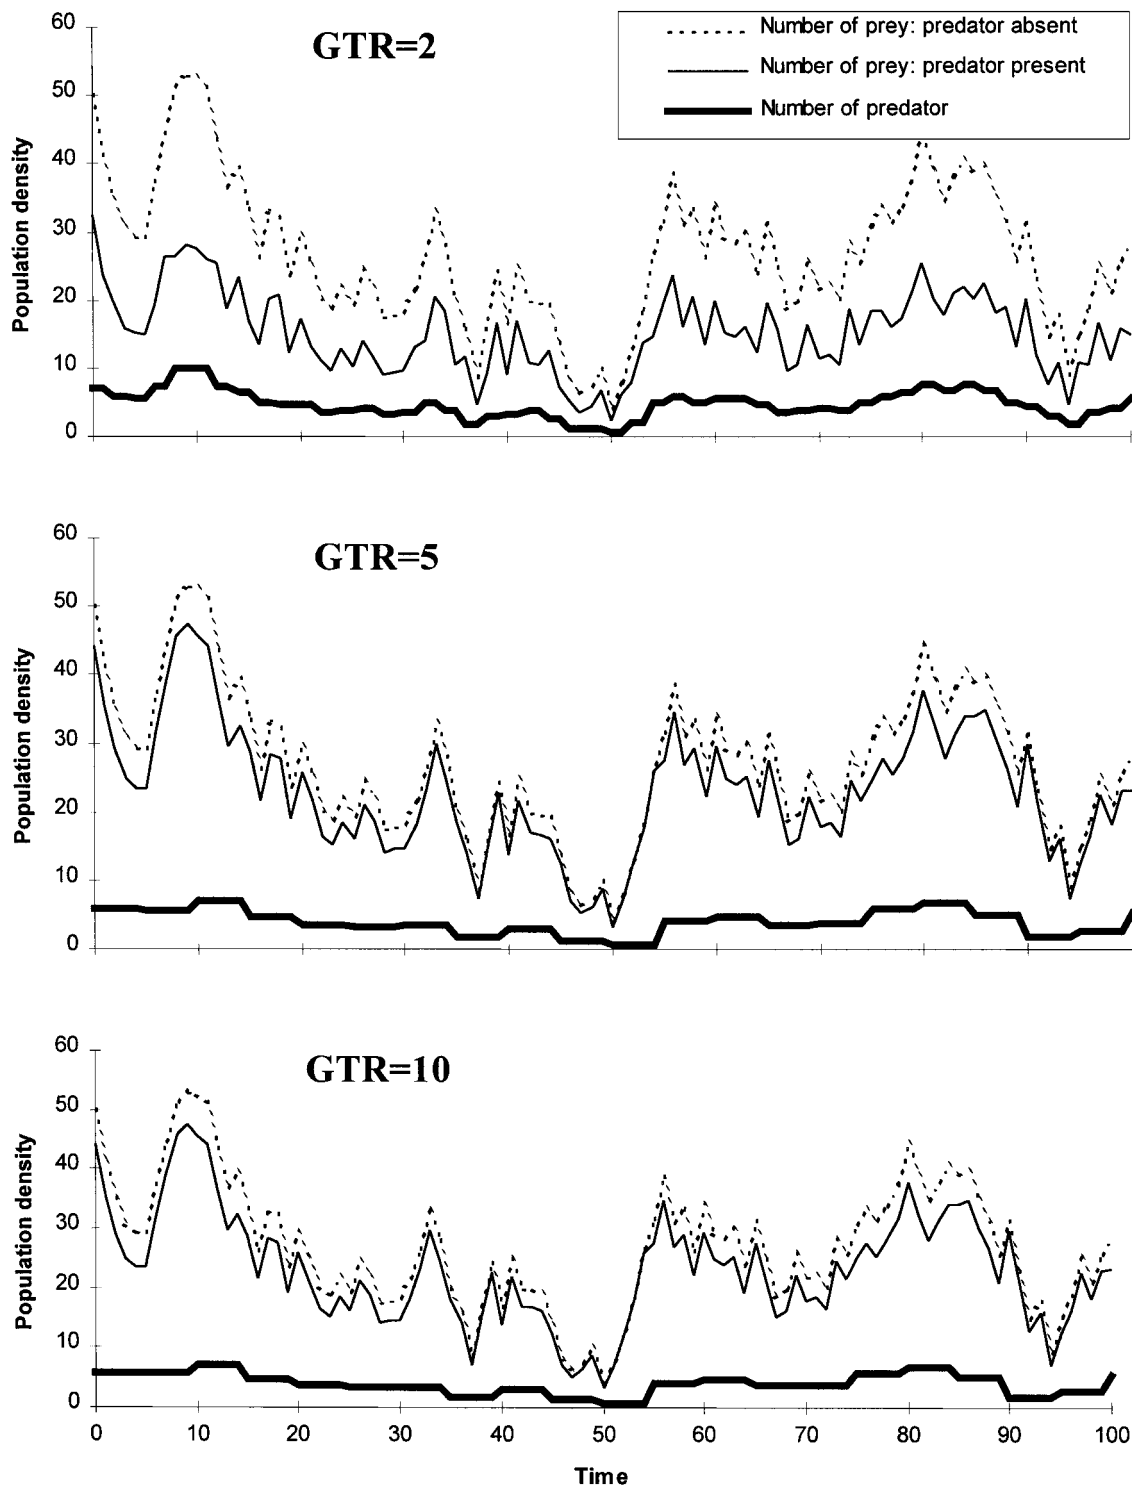 GTR=2
Number of prey: predator absent
Number of prey: predator present
Number of predator
Population density
60
50
40
30
20
10
0
GTR=5
Population density
60
50
40
30
20
10
0
GTR=10
Population density
60
50
40
30
20
10
0
0 10 20 30 40 50 60 70 80 90 100
Time